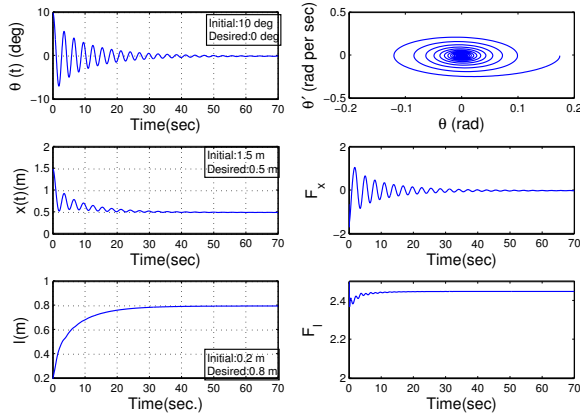 10
0
−10
θ (t) (deg)
Initial:10 deg
Desired:0 deg
0 10 20 30 40 50 60 70
Time(sec)
0.5
0
−0.5
θ′ (rad per sec)
−0.2 −0.1 0 0.1 0.2
θ (rad)
2
1.5
1
0.5
0
x(t)(m)
Initial:1.5 m
Desired:0.5 m
0 10 20 30 40 50 60 70
Time(sec)
2
0
−2
Fx
0 10 20 30 40 50 60 70
Time(sec)
1
0.8
0.6
0.4
0.2
l(m)
Initial:0.2 m
Desired:0.8 m
0 10 20 30 40 50 60 70
Time(sec.)
2.4
2.2
2
Fl
0 10 20 30 40 50 60 70
Time(sec)